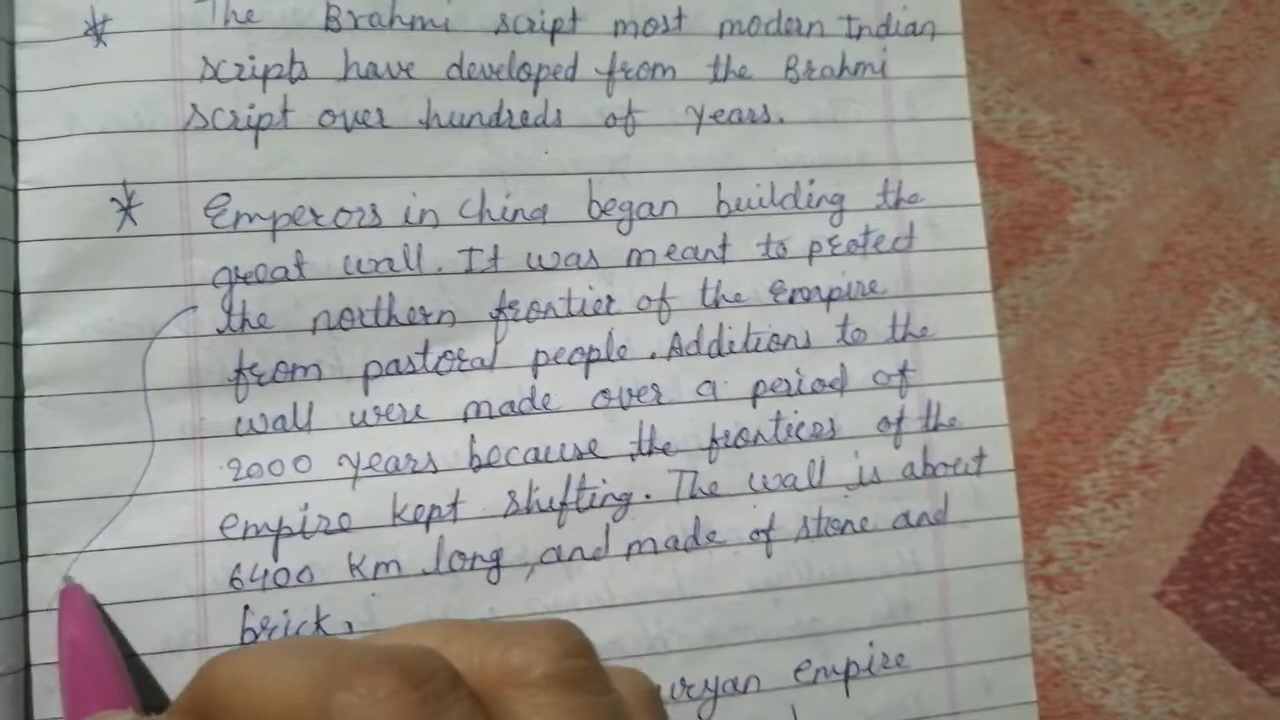 * The Brahmi script most modern Indian
scripts have developed from the Brahmi
script over hundreds of years.
* Emperors in China began building the
great wall. It was meant to protect
the northern frontier of the Empire
from pastoral people. Additions to the
wall were made over a period of
2000 years because the frontiers of the
empire kept shifting. The wall is about
6400 km long, and made of stone and
brick.
uryan empire